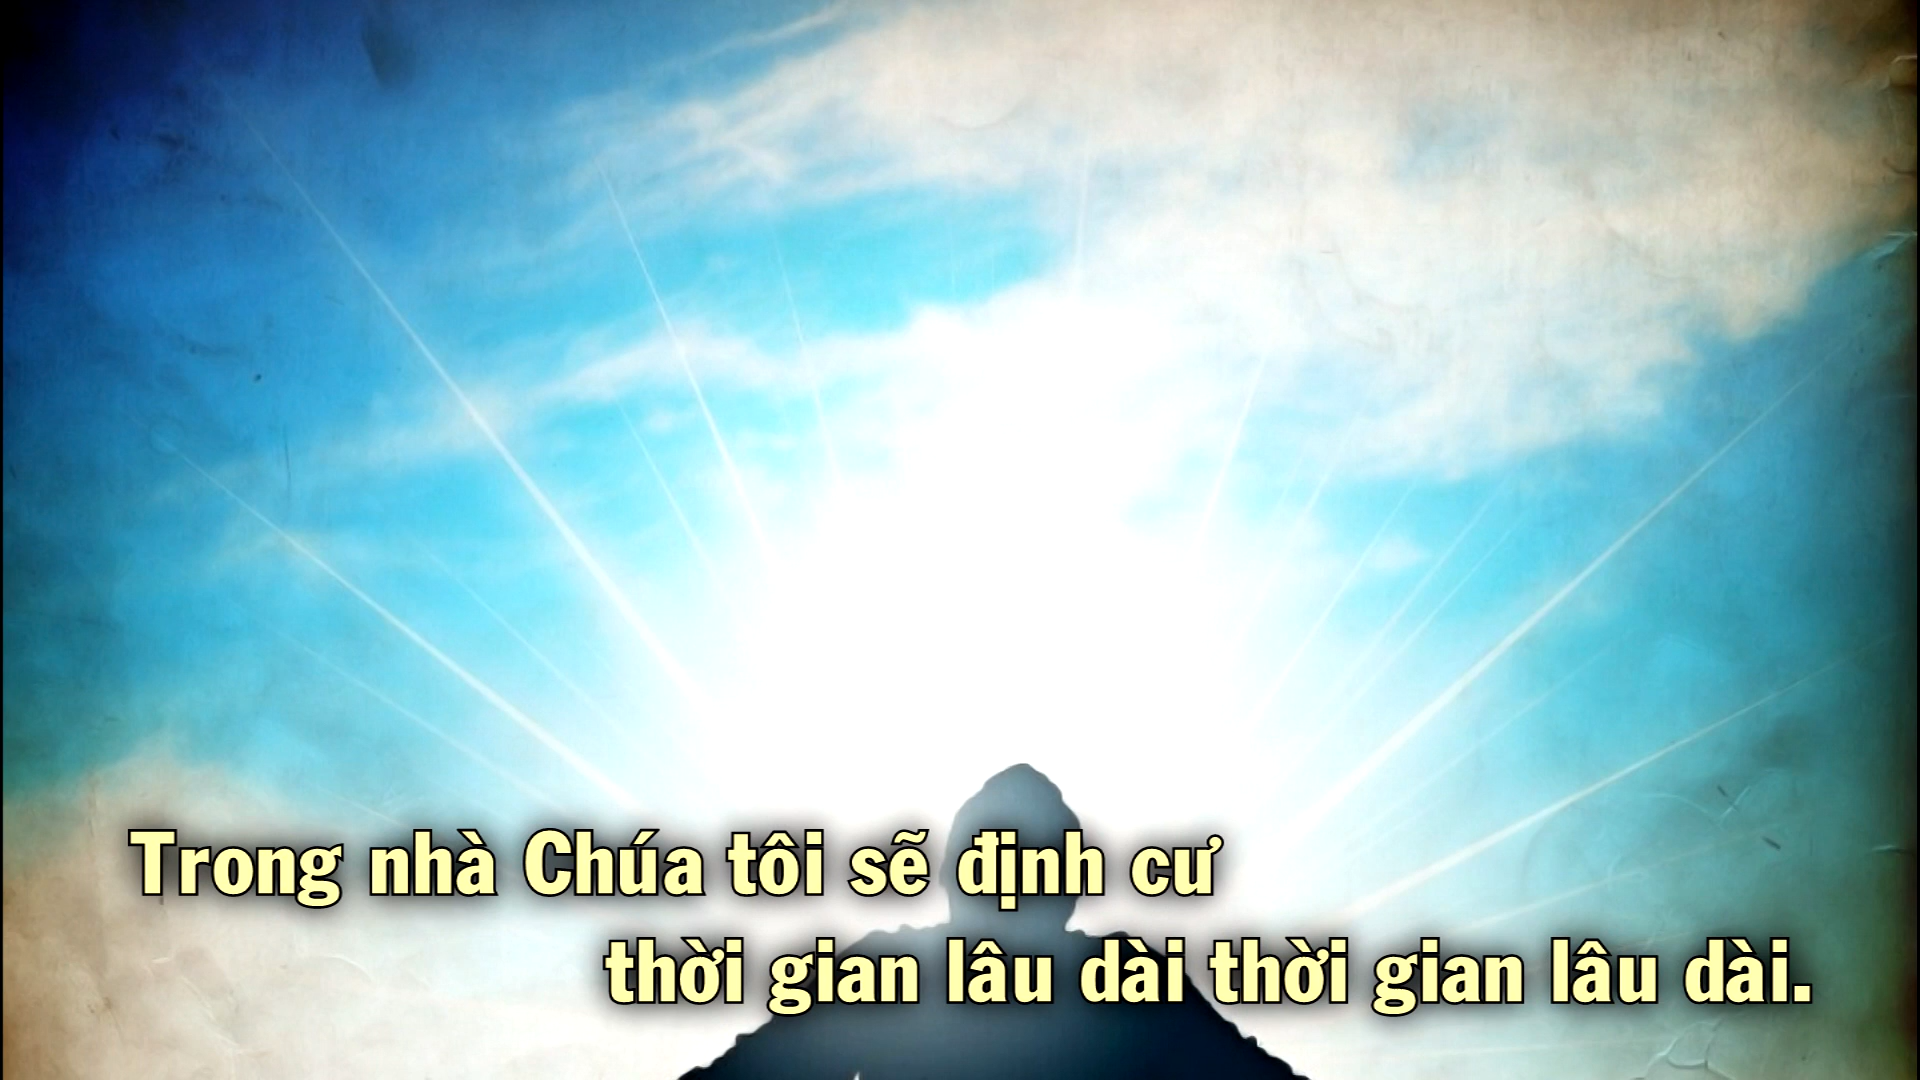 Trong nhà Chúa tôi sẽ định cư
thời gian lâu dài thời gian lâu dài.